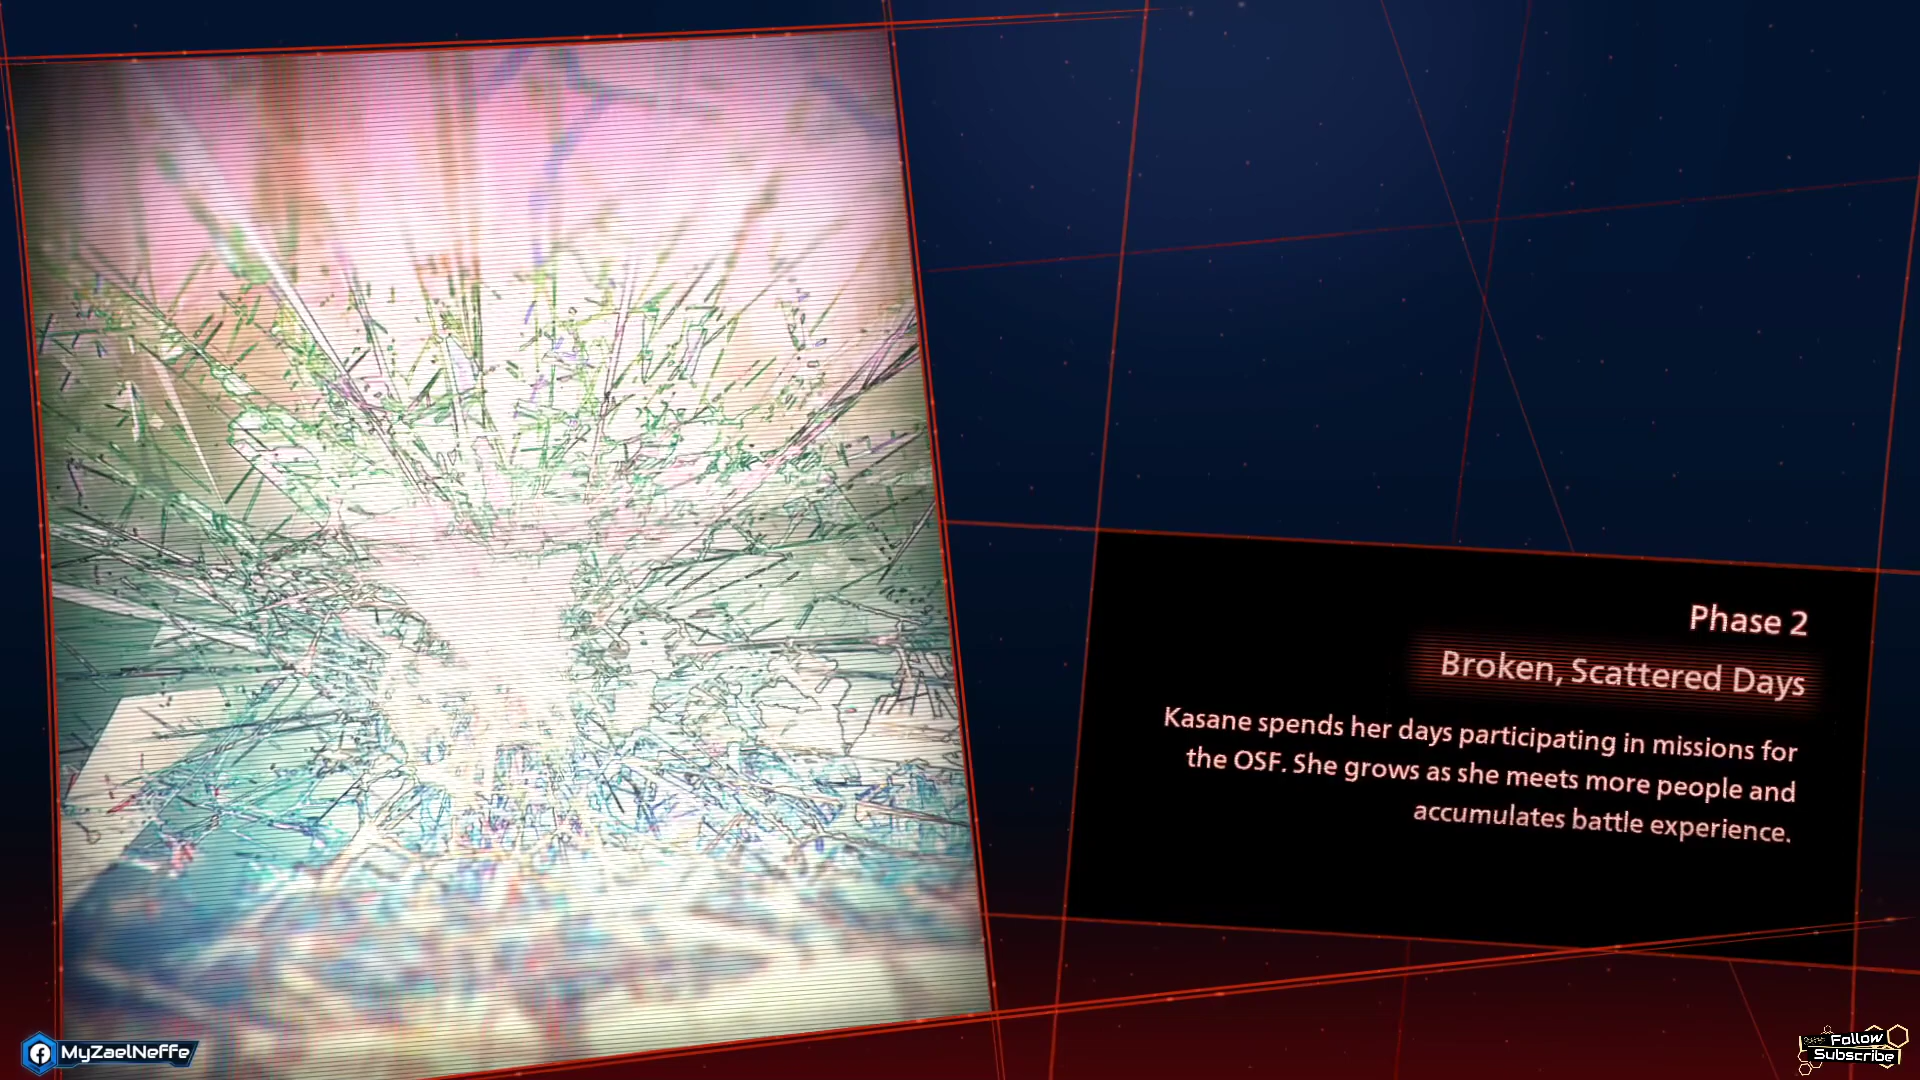 Phase 2
Broken, Scattered Days
Kasane spends her days participating in missions for
the OSF. She grows as she meets more people and
accumulates battle experience.
MyZaelNeffe
Follow
Subscribe